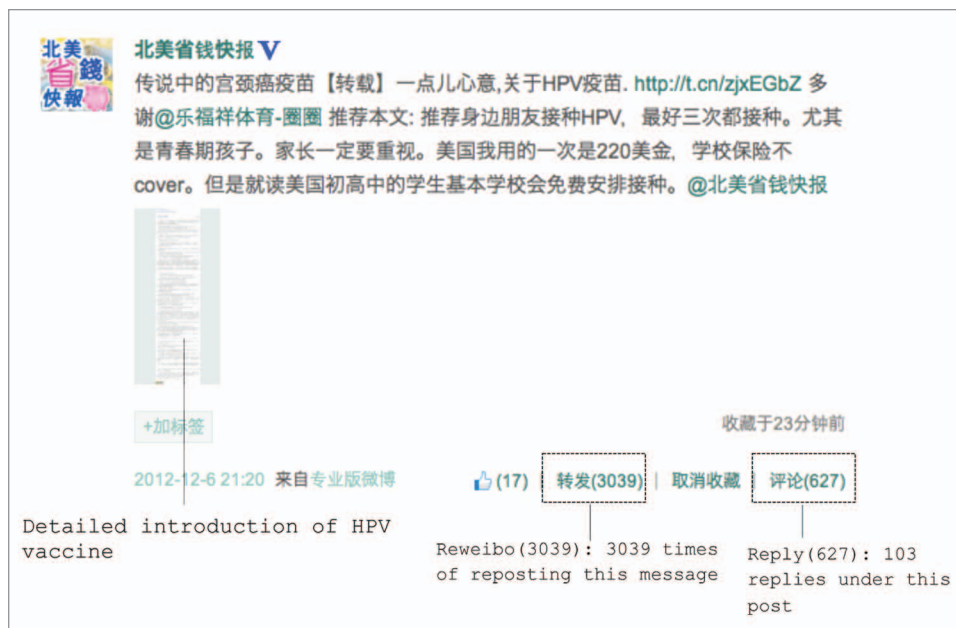 北美
省錢
快報
北美省钱快报 V
传说中的宫颈癌疫苗【转载】一点儿心意,关于HPV疫苗. http://t.cn/zjxEGbZ 多
谢@乐福祥体育-圈圈 推荐本文: 推荐身边朋友接种HPV, 最好三次都接种。尤其
是青春期孩子。家长一定要重视。美国我用的一次是220美金, 学校保险不
cover。但是就读美国初高中的学生基本学校会免费安排接种。@北美省钱快报
+加标签
收藏于23分钟前
2012-12-6 21:20 来自专业版微博
(17) | 转发(3039) | 取消收藏 | 评论(627)
Detailed introduction of HPV
vaccine
Reweibo(3039): 3039 times
of reposting this message
Reply(627): 103
replies under this
post